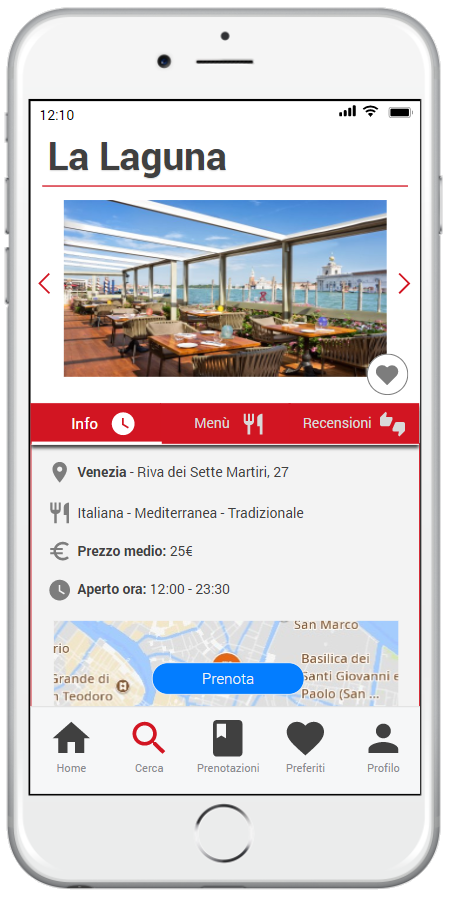 12:10
La Laguna
Info
Menù
Recensioni
Venezia - Riva dei Sette Martiri, 27
Italiana - Mediterranea - Tradizionale
Prezzo medio: 25€
Aperto ora: 12:00 - 23:30
San Marco
rio
Basilica dei
Santi Giovanni e
Paolo (San ...
Grande di
n Teodoro
Prenota
Home
Cerca
Prenotazioni
Preferiti
Profilo